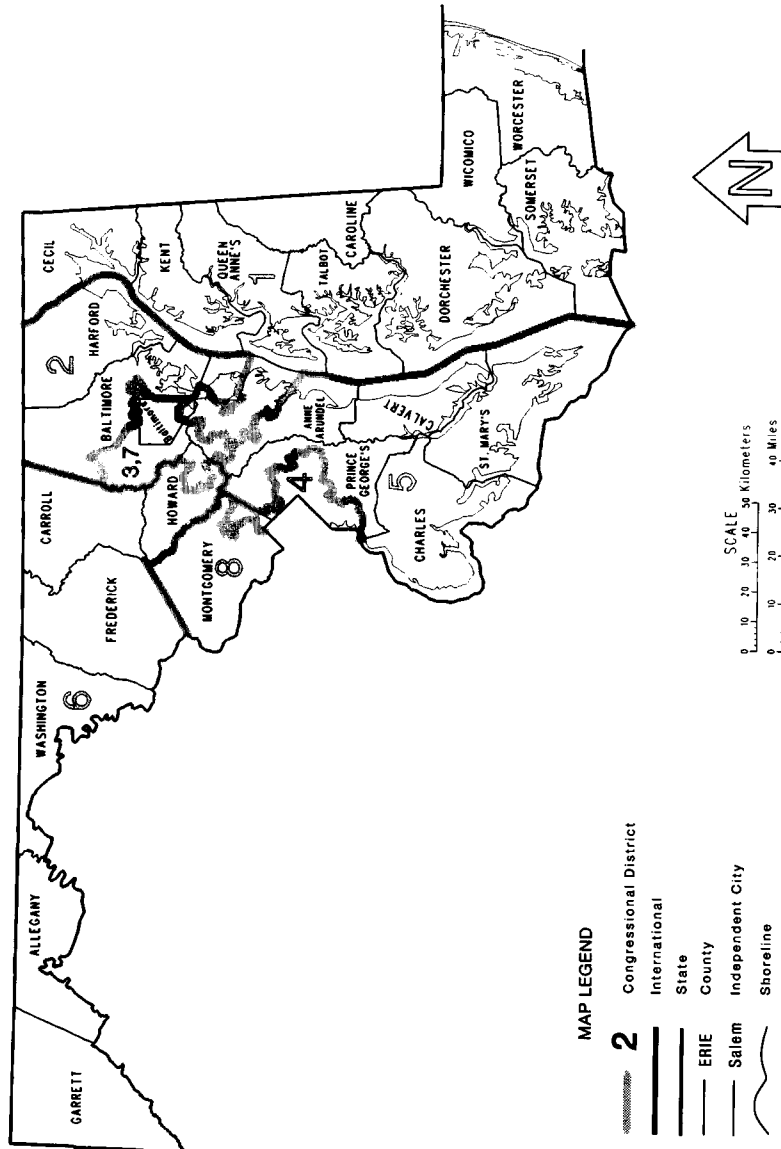 GARRETT
ALLEGANY
WASHINGTON
6
FREDERICK
CARROLL
BALTIMORE
Baltimore
3,7
HARFORD
2
CECIL
KENT
QUEEN
ANNE'S
1
TALBOT
CAROLINE
HOWARD
MONTGOMERY
8
4
ANNE
ARUNDEL
PRINCE
GEORGE'S
5
CHARLES
CALVERT
ST. MARY'S
DORCHESTER
WICOMICO
SOMERSET
WORCESTER
N
SCALE
0 10 20 30 40 50 Kilometers
0 10 20 30 40 Miles
MAP LEGEND
2 Congressional District
International
State
ERIE County
Salem Independent City
Shoreline